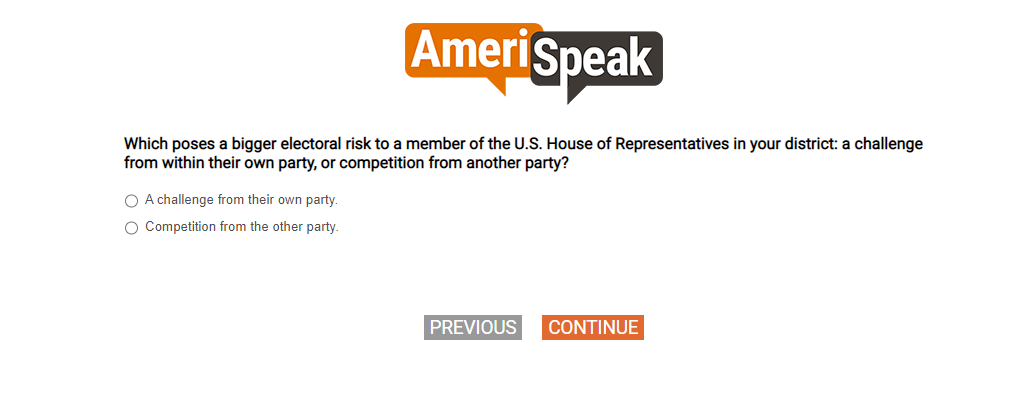 AmeriSpeak
Which poses a bigger electoral risk to a member of the U.S. House of Representatives in your district: a challenge
from within their own party, or competition from another party?
A challenge from their own party.
Competition from the other party.
PREVIOUS CONTINUE